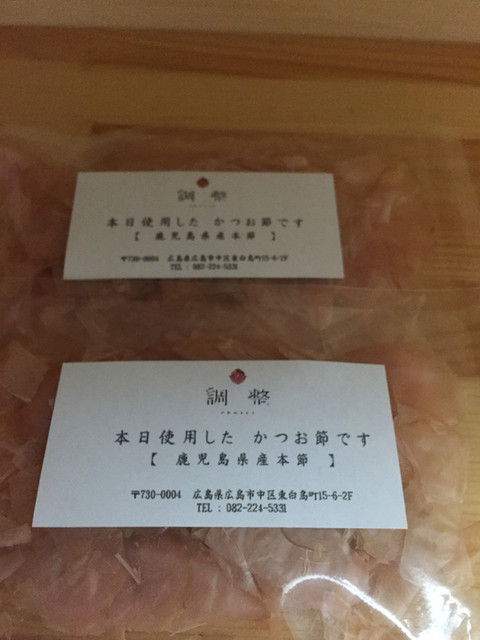 調整
本日使用した かつお節です
【 鹿児島県産本節 】
〒730-0004 広島県広島市中区東白島町15-6-2F
TEL : 082-224-5331
調整
本日使用した かつお節です
【 鹿児島県産本節 】
〒730-0004 広島県広島市中区東白島町15-6-2F
TEL : 082-224-5331